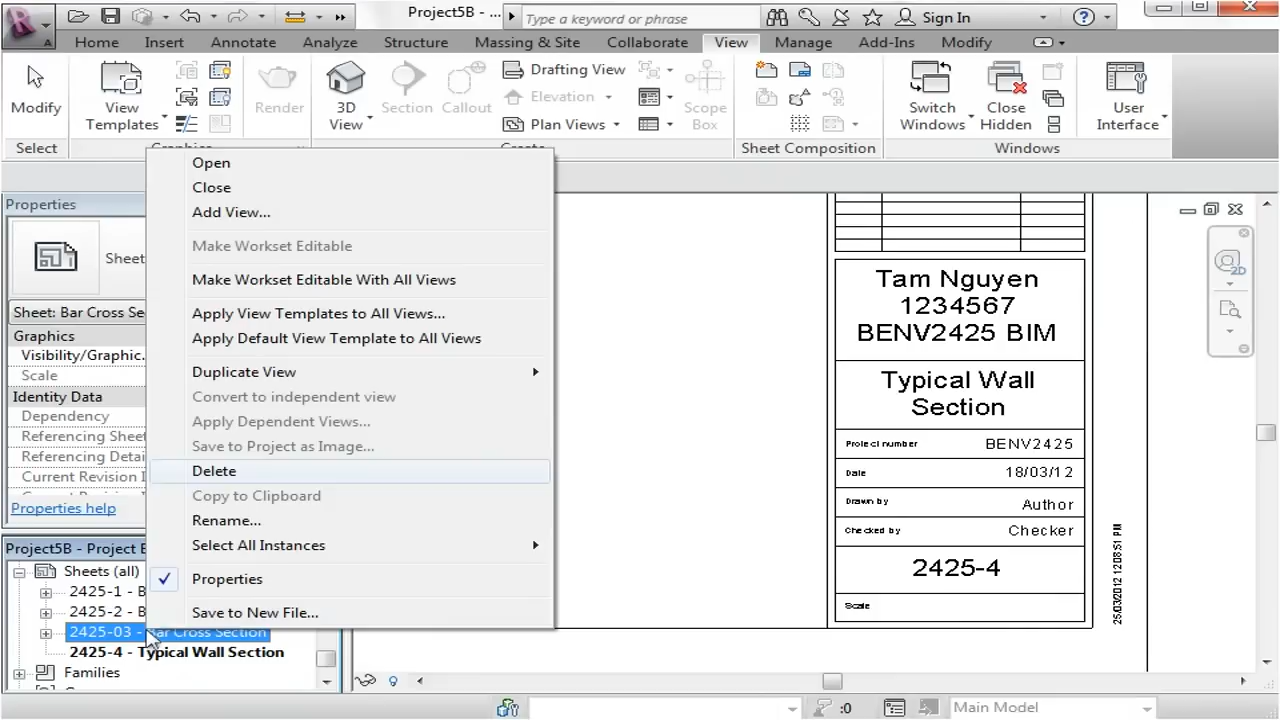 Project5B - ...
Type a keyword or phrase
Sign In
Home
Insert
Annotate
Analyze
Structure
Massing & Site
Collaborate
View
Manage
Add-Ins
Modify
Modify
View
Templates
Render
3D
View
Section
Callout
Drafting View
Elevation
Plan Views
Scope
Box
Switch
Windows
Close
Hidden
User
Interface
Select
Sheet Composition
Windows
Open
Close
Add View...
Make Workset Editable
Make Workset Editable With All Views
Apply View Templates to All Views...
Apply Default View Template to All Views
Duplicate View
Convert to independent view
Apply Dependent Views...
Save to Project as Image...
Delete
Copy to Clipboard
Rename...
Select All Instances
Properties
Save to New File...
Properties
Sheet
Sheet: Bar Cross Se
Graphics
Visibility/Graphic...
Scale
Identity Data
Dependency
Referencing Sheet
Referencing Detai
Current Revision I
Properties help
Project5B - Project B
Sheets (all)
2425-1 - B
2425-2 - B
2425-03 - Bar Cross Section
2425-4 - Typical Wall Section
Families
Tam Nguyen
1234567
BENV2425 BIM
Typical Wall
Section
Project number BENV2425
Date 18/03/12
Drawn by Author
Checked by Checker
2425-4
Scale
25/03/2012 12:08:51 PM
2D
:0
Main Model